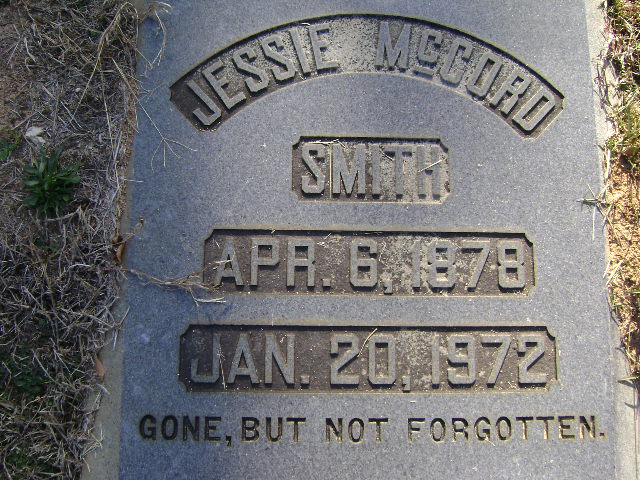 JESSIE McCORD
SMITH
APR. 6, 1878
JAN. 20, 1972
GONE, BUT NOT FORGOTTEN.